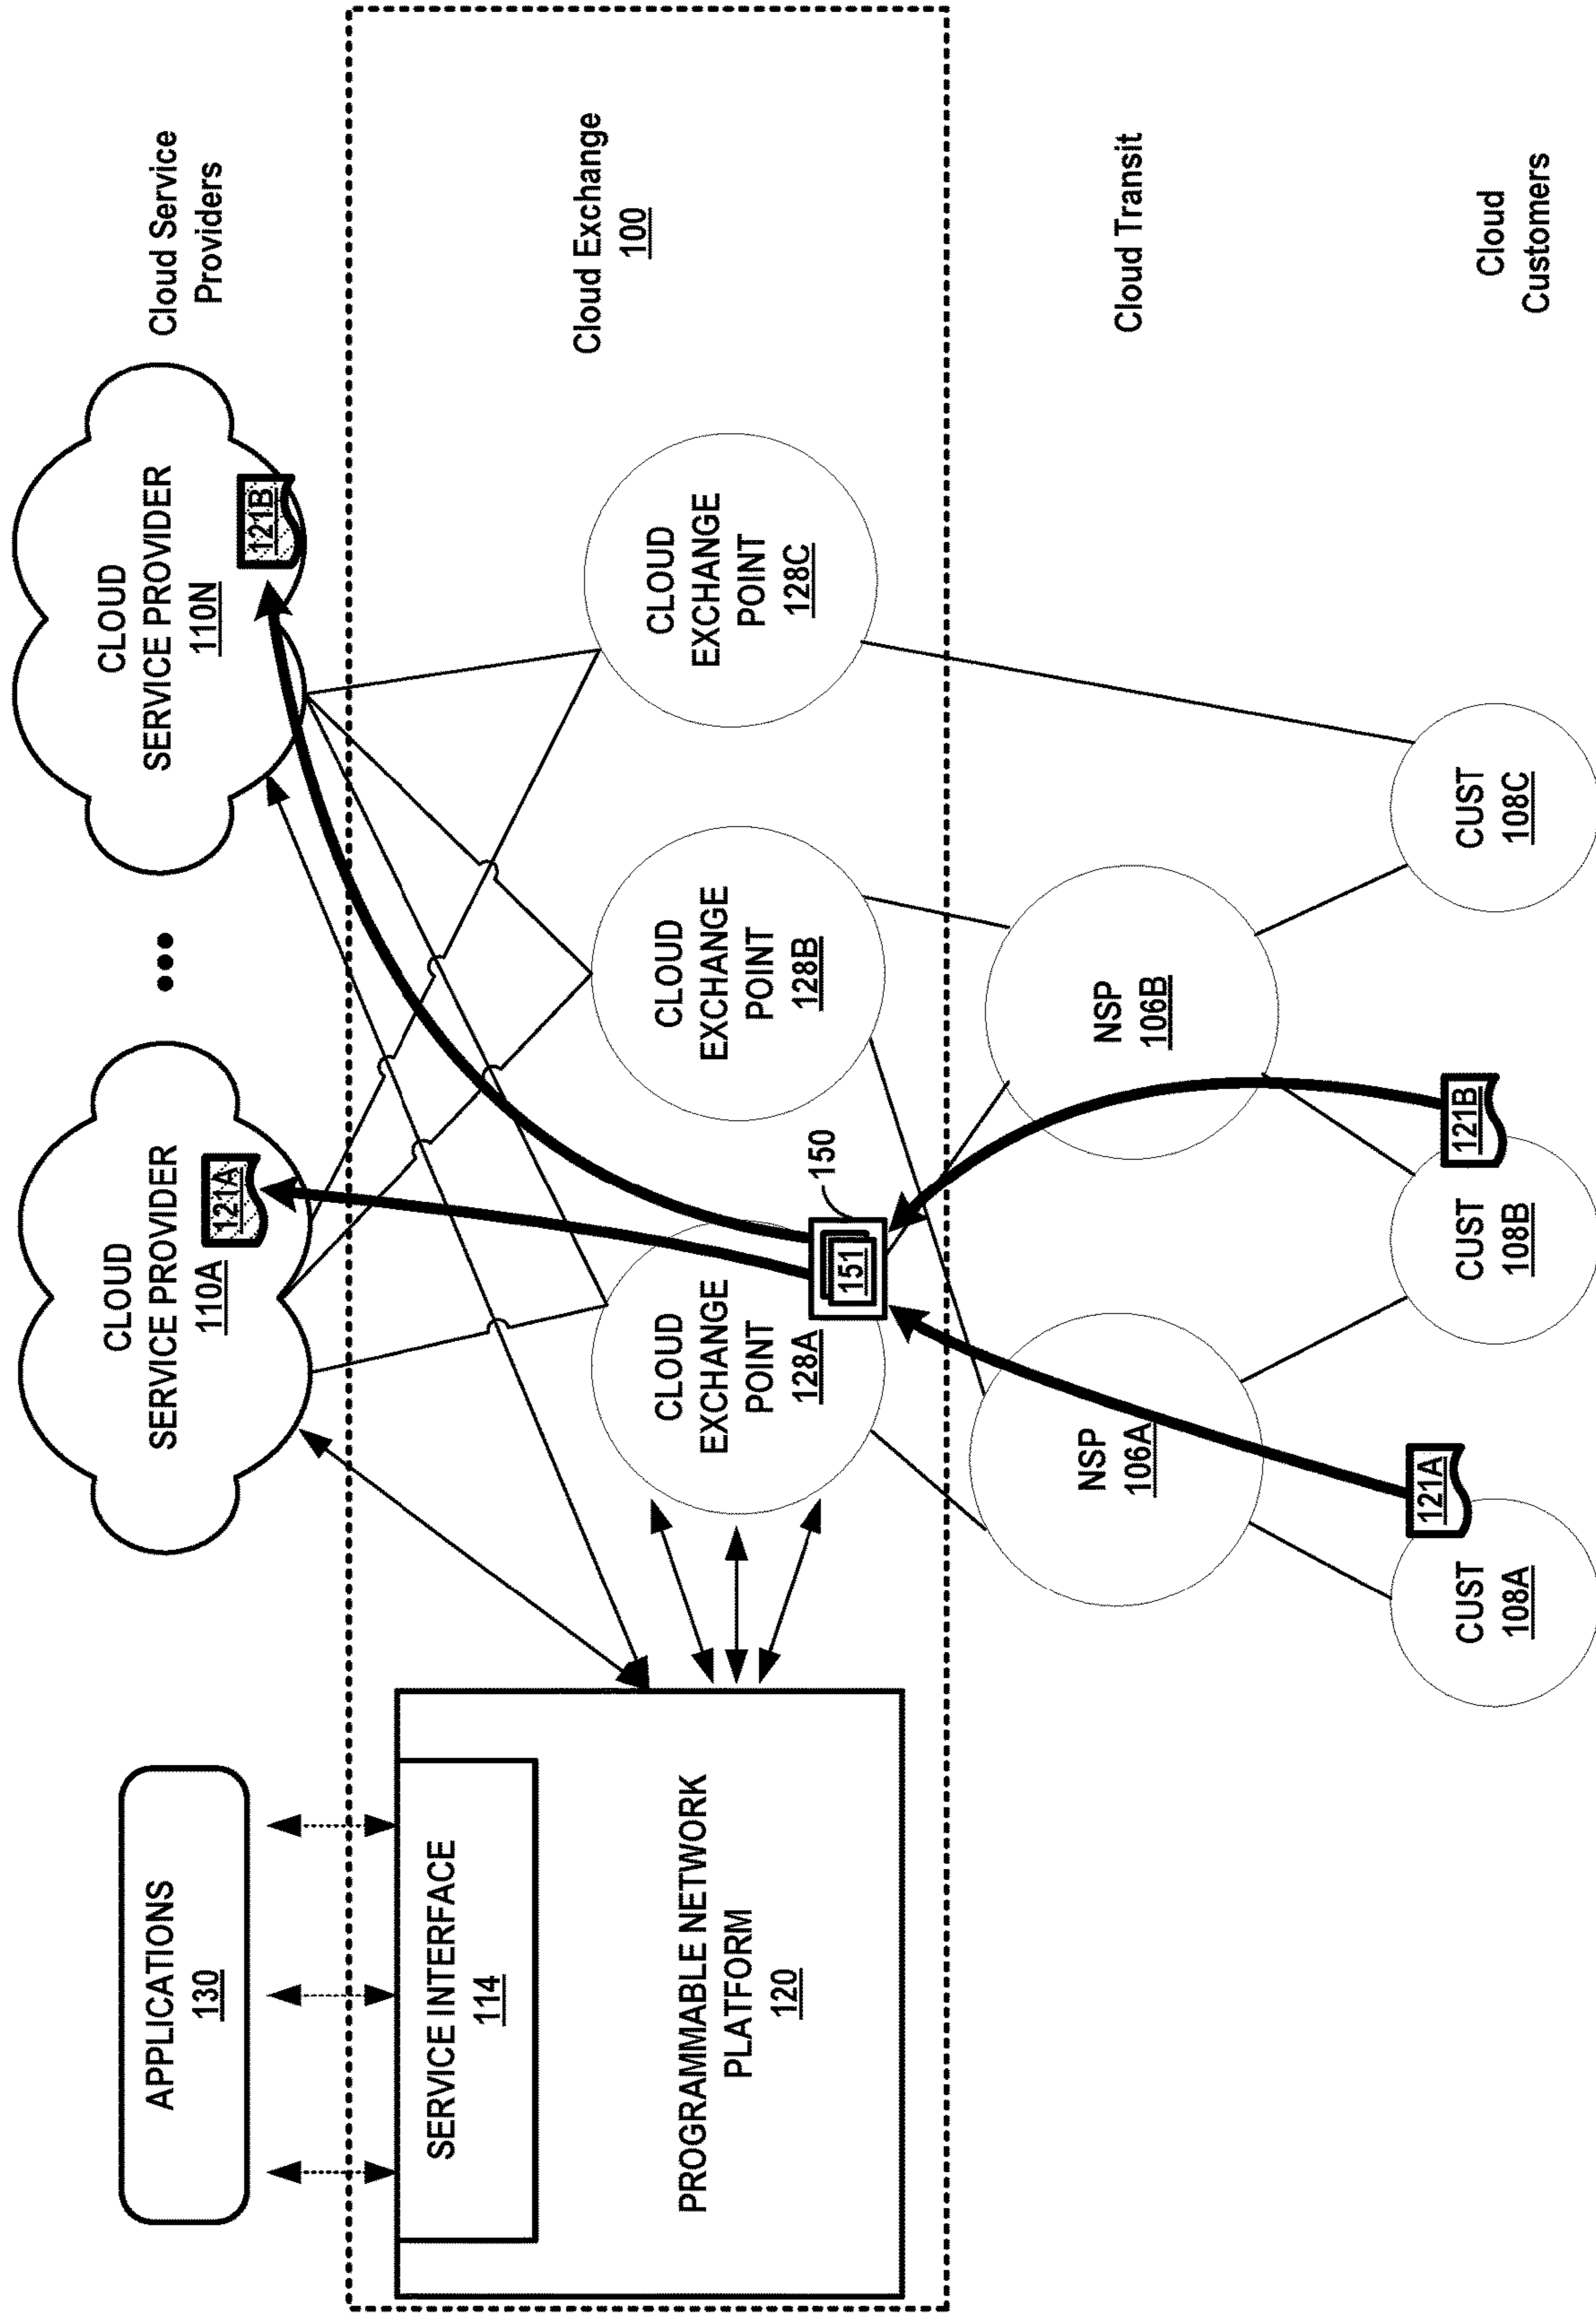 APPLICATIONS
130
CLOUD
SERVICE PROVIDER
110A
121A
•••
CLOUD
SERVICE PROVIDER
110N
121B
Cloud Service
Providers
SERVICE INTERFACE
114
PROGRAMMABLE NETWORK
PLATFORM
120
CLOUD
EXCHANGE
POINT
128A
151
150
CLOUD
EXCHANGE
POINT
128B
CLOUD
EXCHANGE
POINT
128C
Cloud Exchange
100
NSP
106A
NSP
106B
Cloud Transit
CUST
108A
121A
CUST
108B
121B
CUST
108C
Cloud
Customers